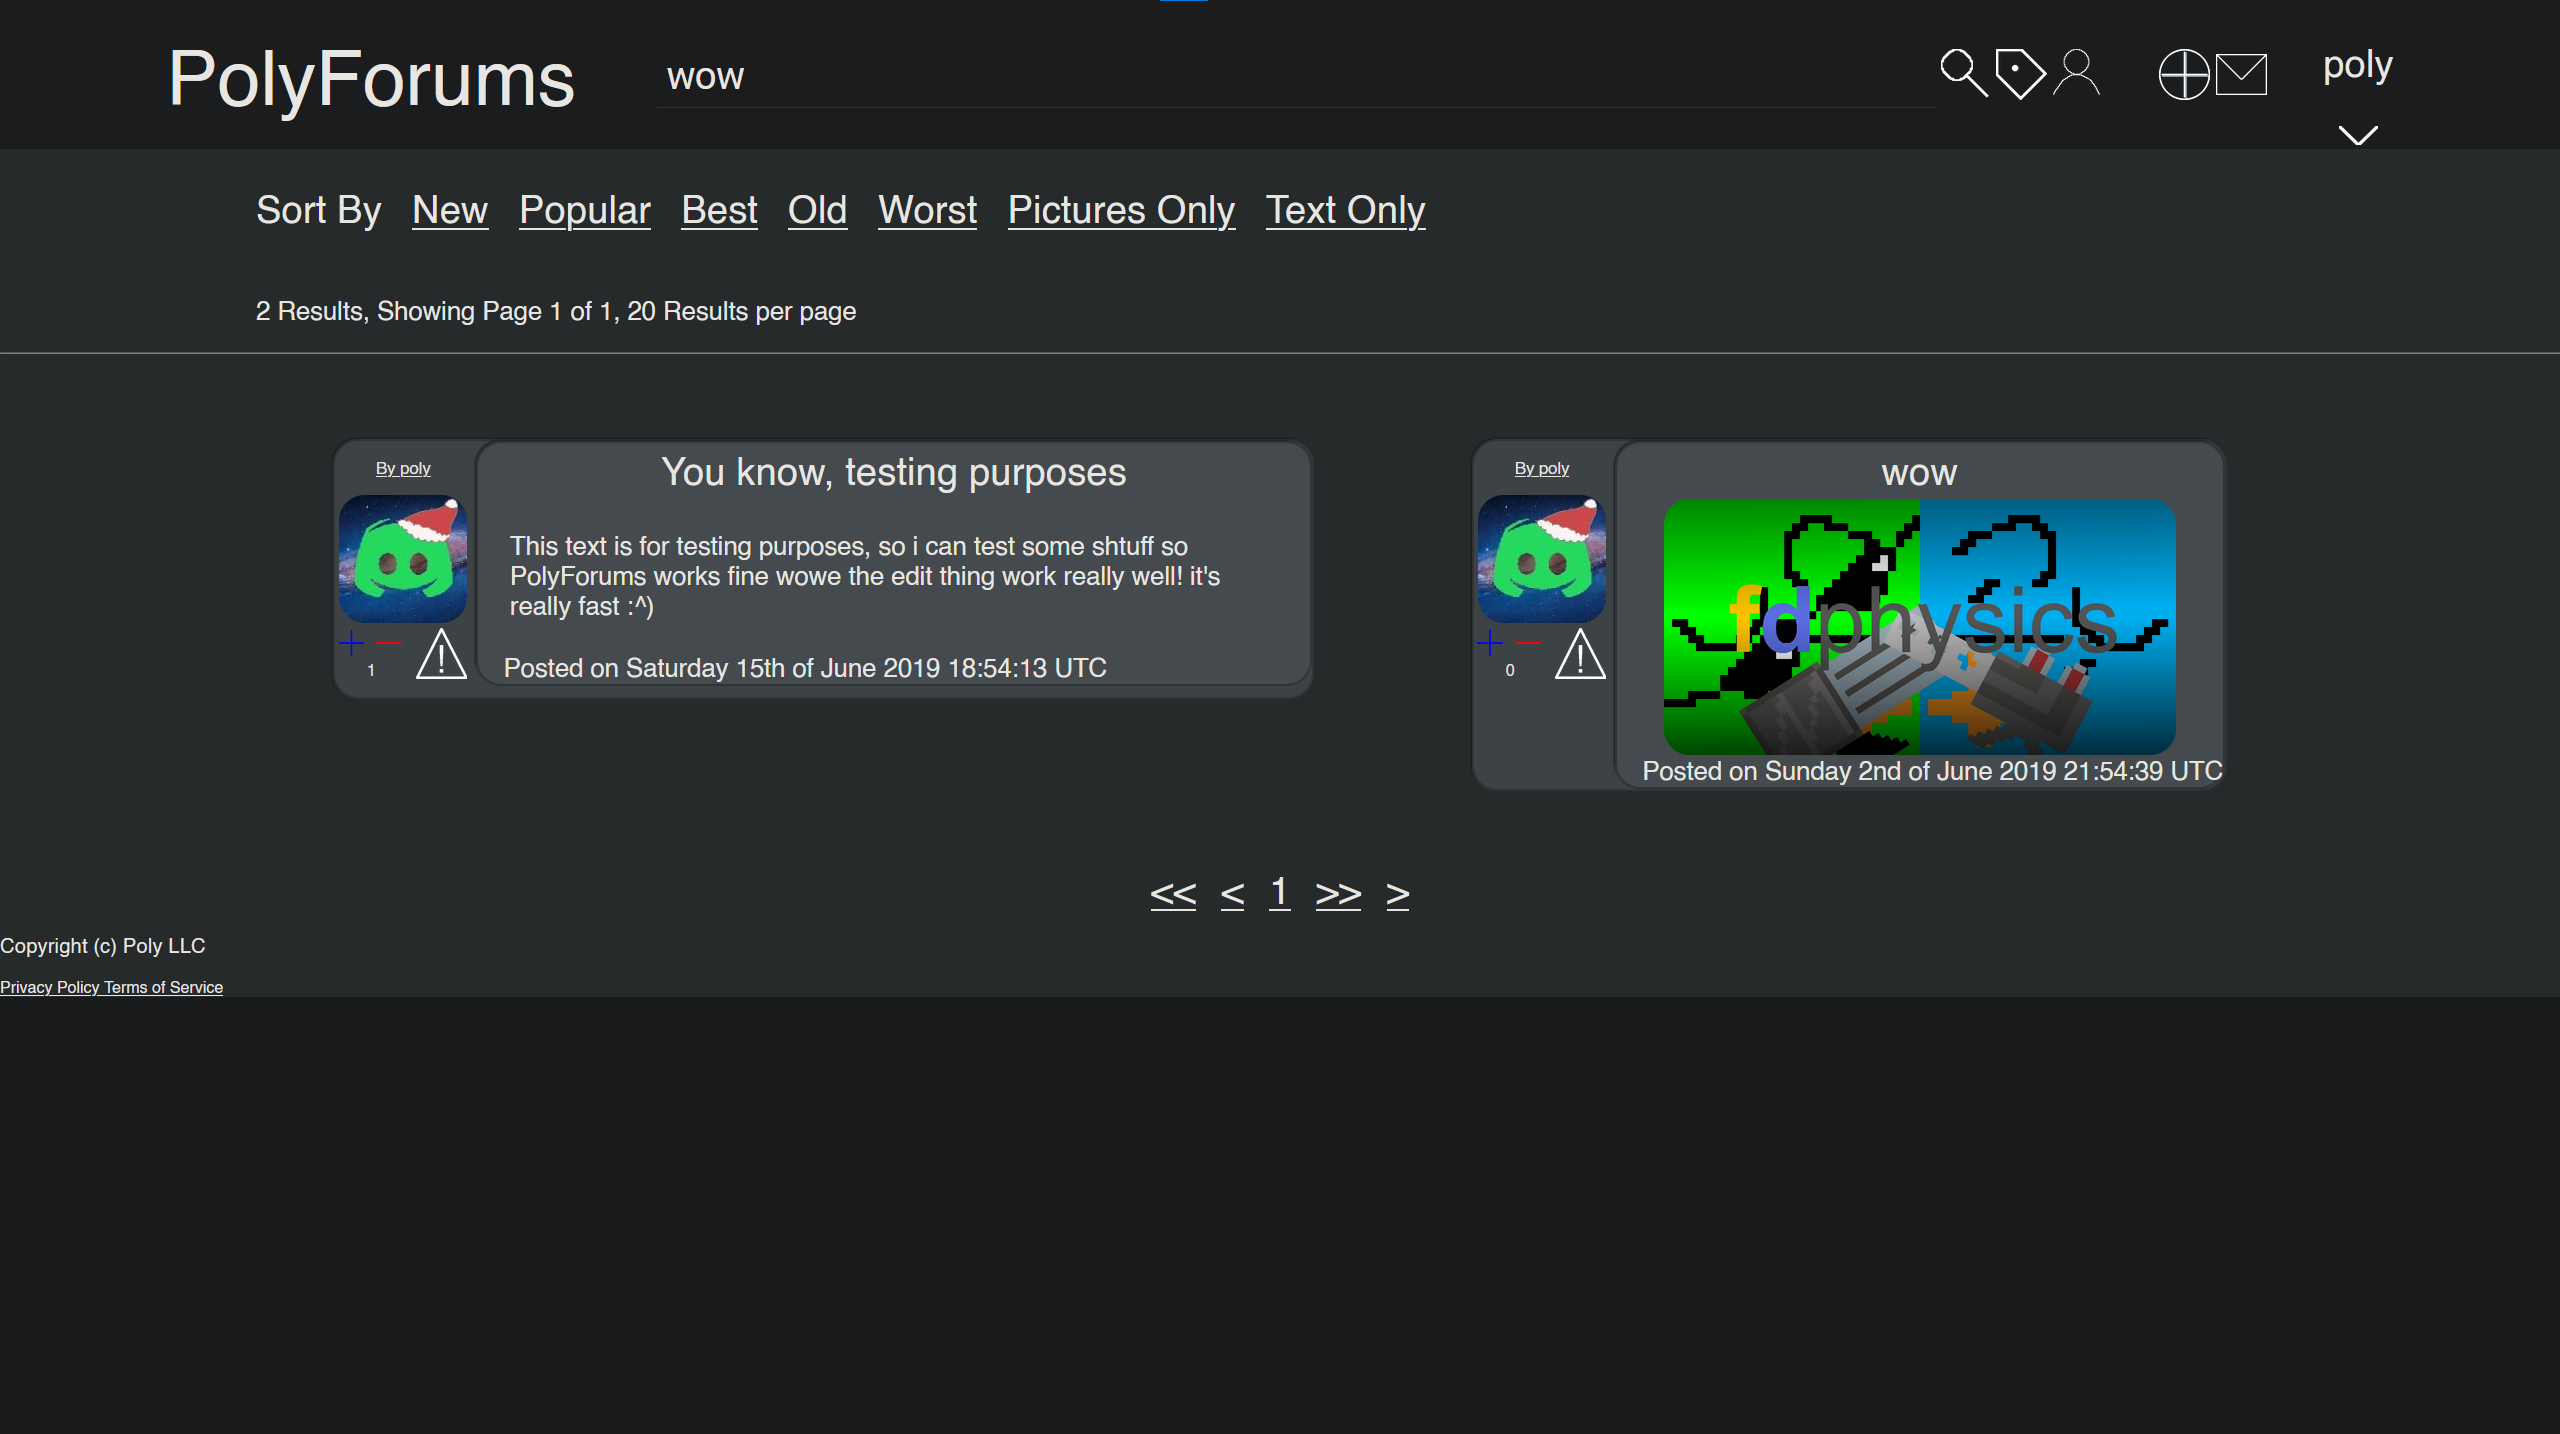 PolyForums
wow
poly
Sort By New Popular Best Old Worst Pictures Only Text Only
2 Results, Showing Page 1 of 1, 20 Results per page
By poly
1
You know, testing purposes
This text is for testing purposes, so i can test some shtuff so
PolyForums works fine wowe the edit thing work really well! it's
really fast :^)
Posted on Saturday 15th of June 2019 18:54:13 UTC
By poly
0
wow
fdphysics
Posted on Sunday 2nd of June 2019 21:54:39 UTC
<< < 1 >> >
Copyright (c) Poly LLC
Privacy Policy Terms of Service